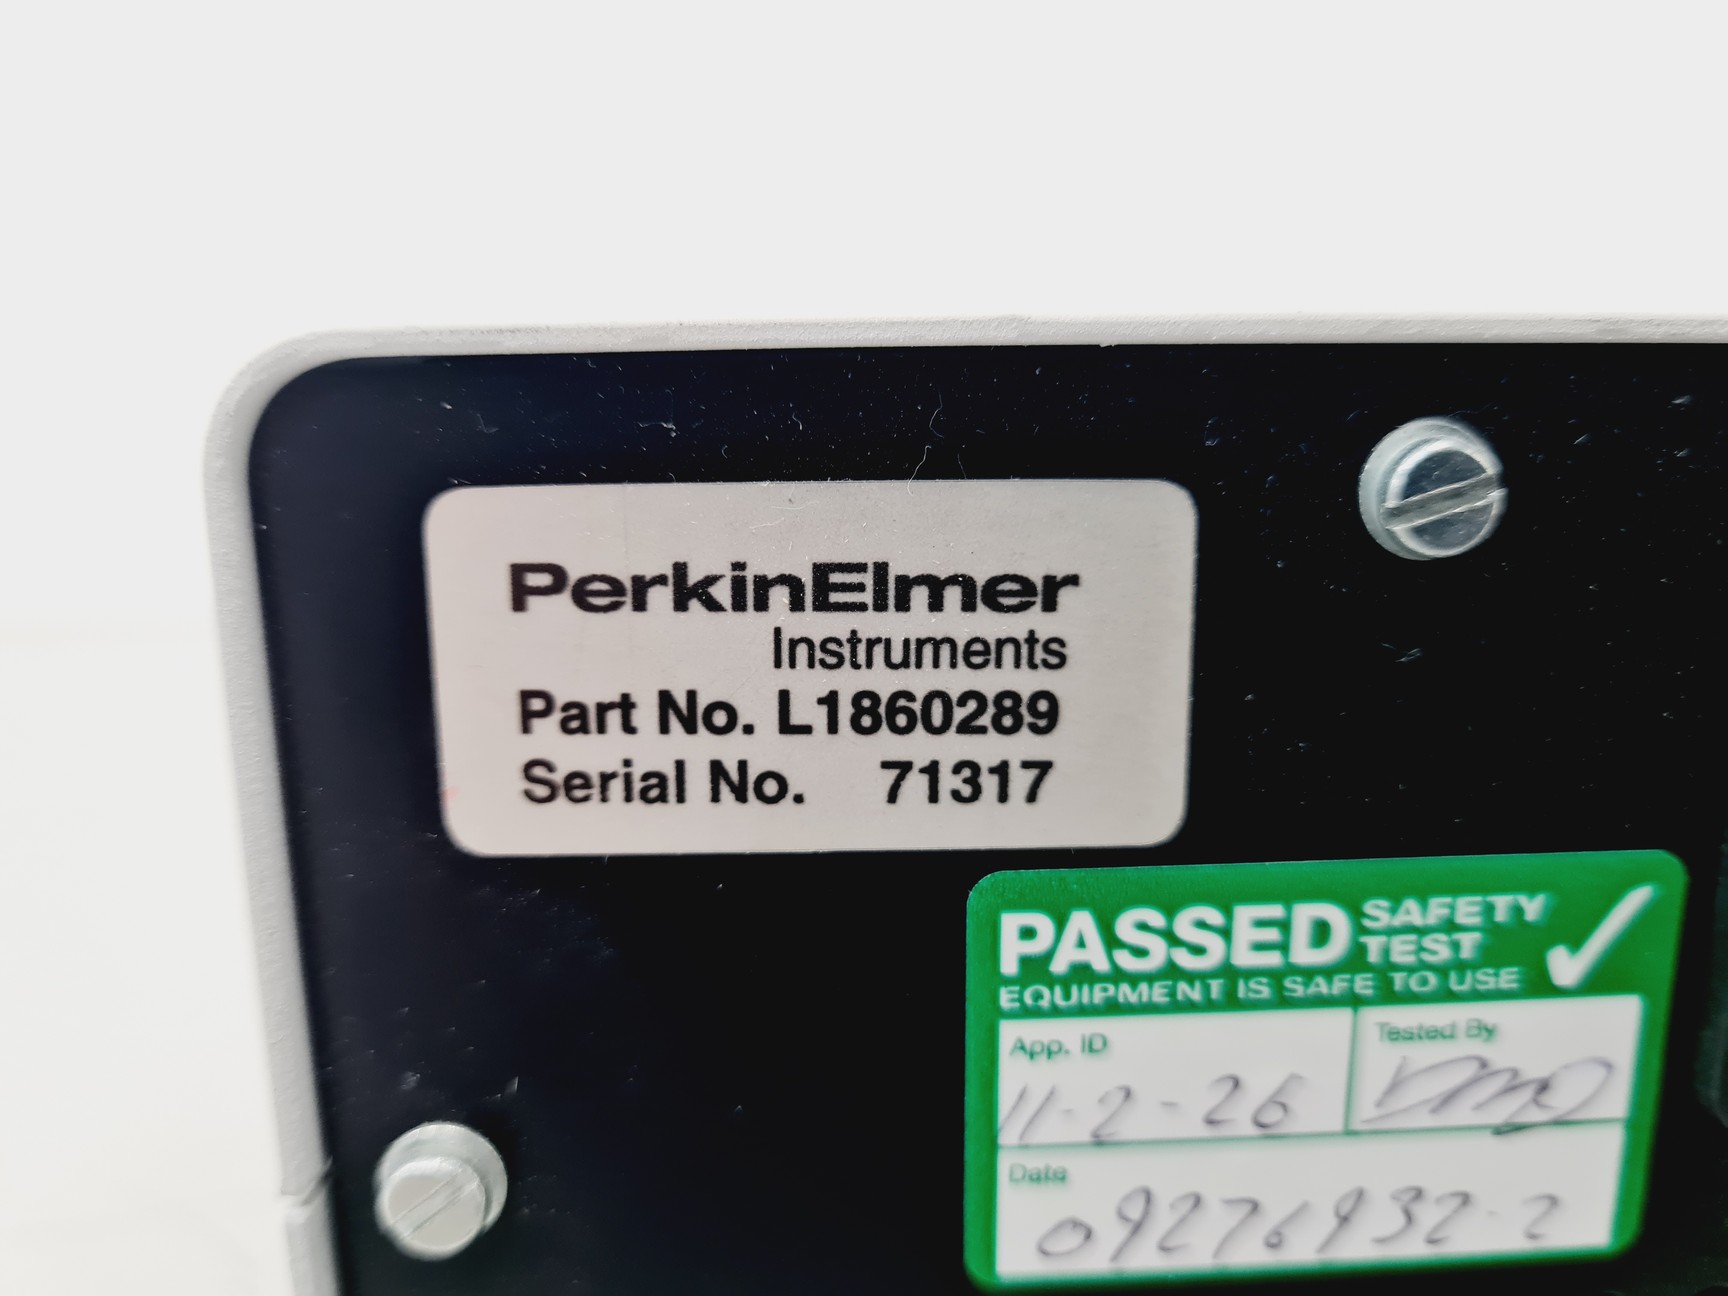 PerkinElmer
Instruments
Part No. L1860289
Serial No. 71317
PASSED SAFETY TEST
EQUIPMENT IS SAFE TO USE
App. ID
Tested By
11-2-26
Date
09276932-2